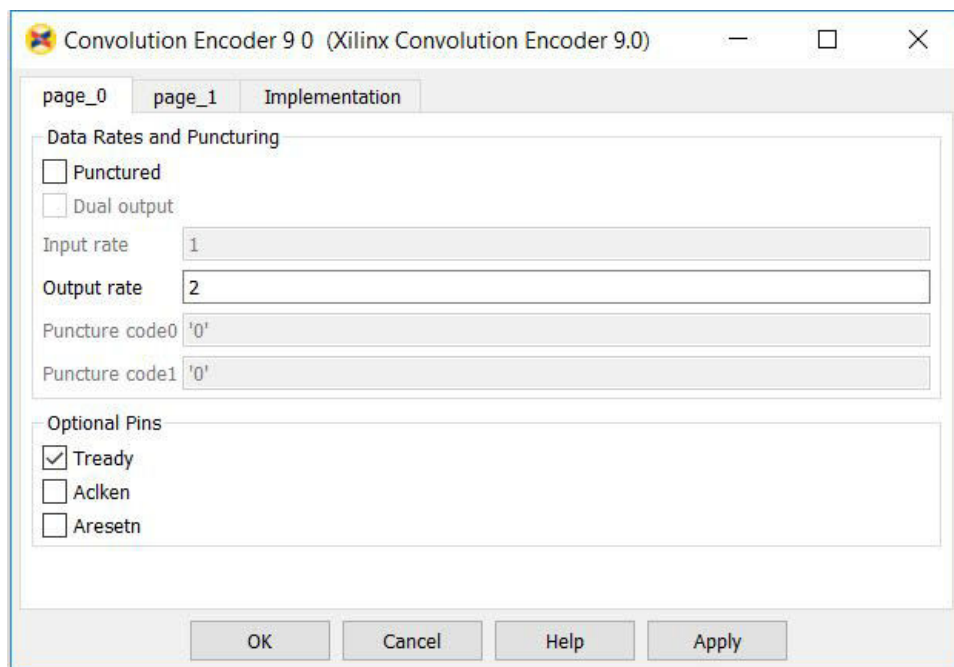 Convolution Encoder 9 0 (Xilinx Convolution Encoder 9.0)
page_0 page_1 Implementation
Data Rates and Puncturing
Punctured
Dual output
Input rate 1
Output rate 2
Puncture code0 '0'
Puncture code1 '0'
Optional Pins
Tready
Aclken
Aresetn
OK Cancel Help Apply